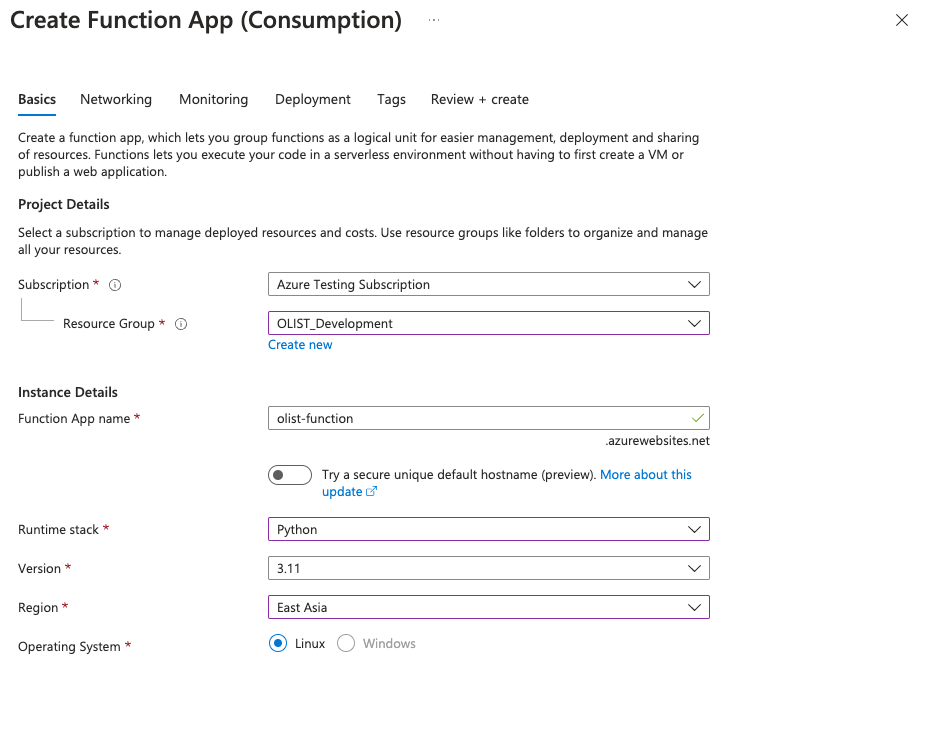 Create Function App (Consumption) ...
Basics Networking Monitoring Deployment Tags Review + create
Create a function app, which lets you group functions as a logical unit for easier management, deployment and sharing
of resources. Functions lets you execute your code in a serverless environment without having to first create a VM or
publish a web application.
Project Details
Select a subscription to manage deployed resources and costs. Use resource groups like folders to organize and manage
all your resources.
Subscription * Azure Testing Subscription
Resource Group * OLIST_Development
Create new
Instance Details
Function App name * olist-function
.azurewebsites.net
Try a secure unique default hostname (preview). More about this
update
Runtime stack * Python
Version * 3.11
Region * East Asia
Operating System * Linux Windows